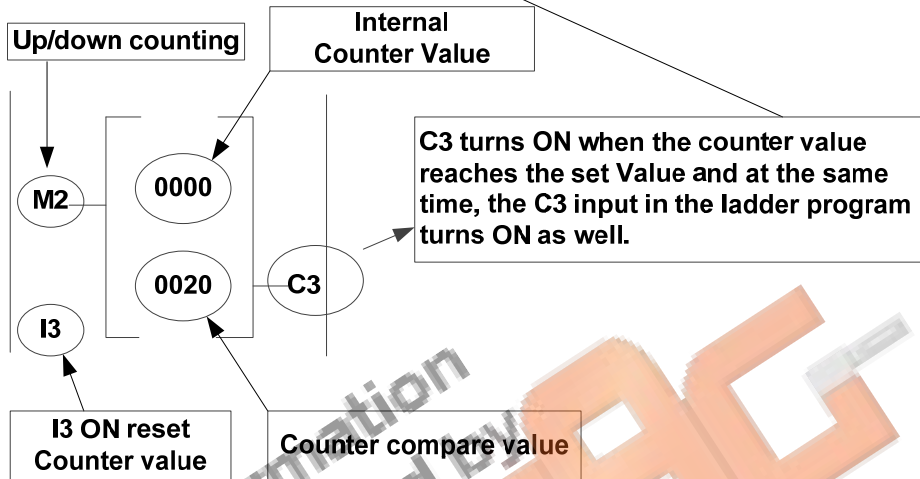 Up/down counting
Internal
Counter Value
C3 turns ON when the counter value
reaches the set Value and at the same
time, the C3 input in the ladder program
turns ON as well.
M2
0000
0020
C3
I3
I3 ON reset
Counter value
Counter compare value